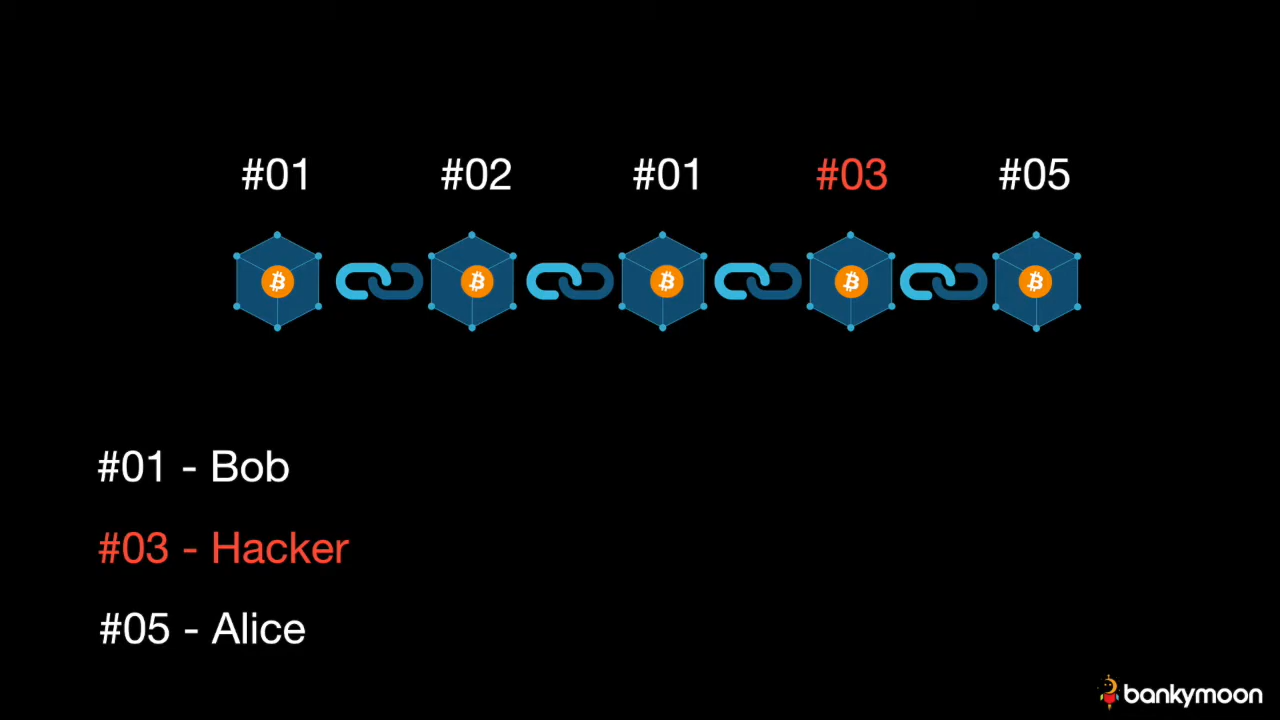 #01 #02 #01 #03 #05
#01 - Bob
#03 - Hacker
#05 - Alice
bankymoon